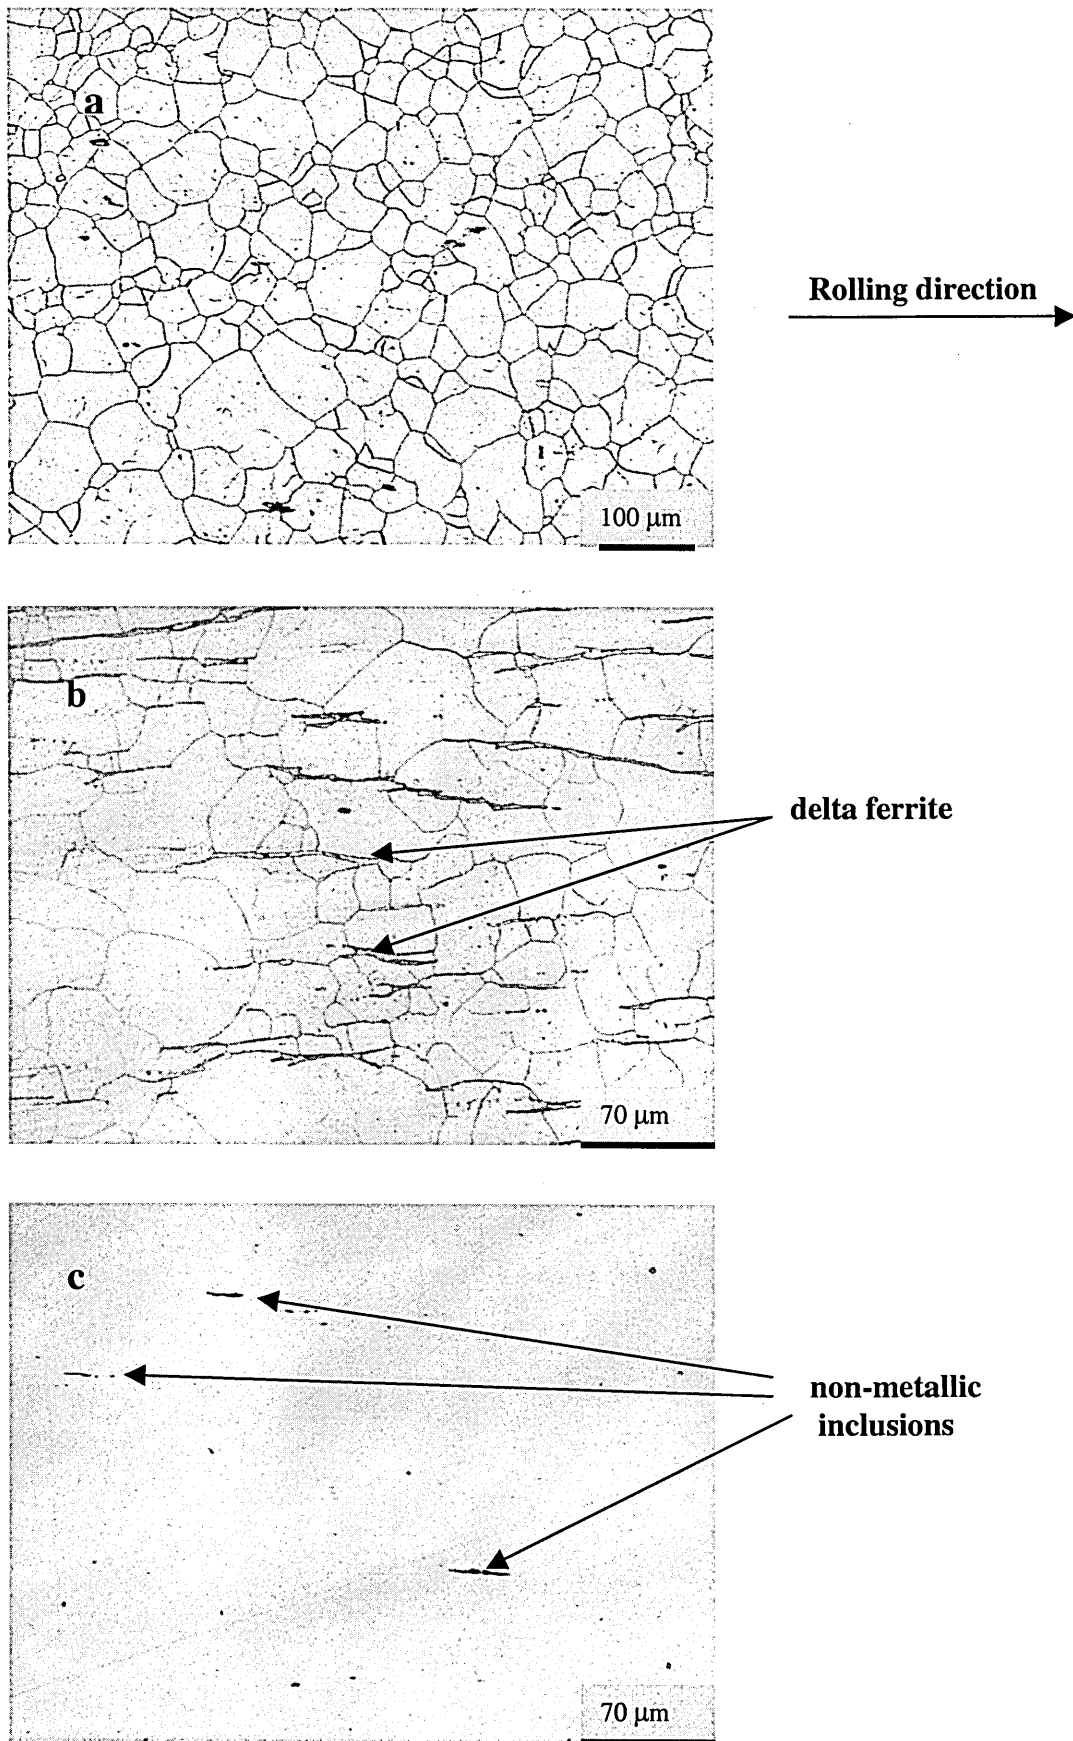 a
Rolling direction
100 μm
b
delta ferrite
70 μm
c
non-metallic
inclusions
70 μm